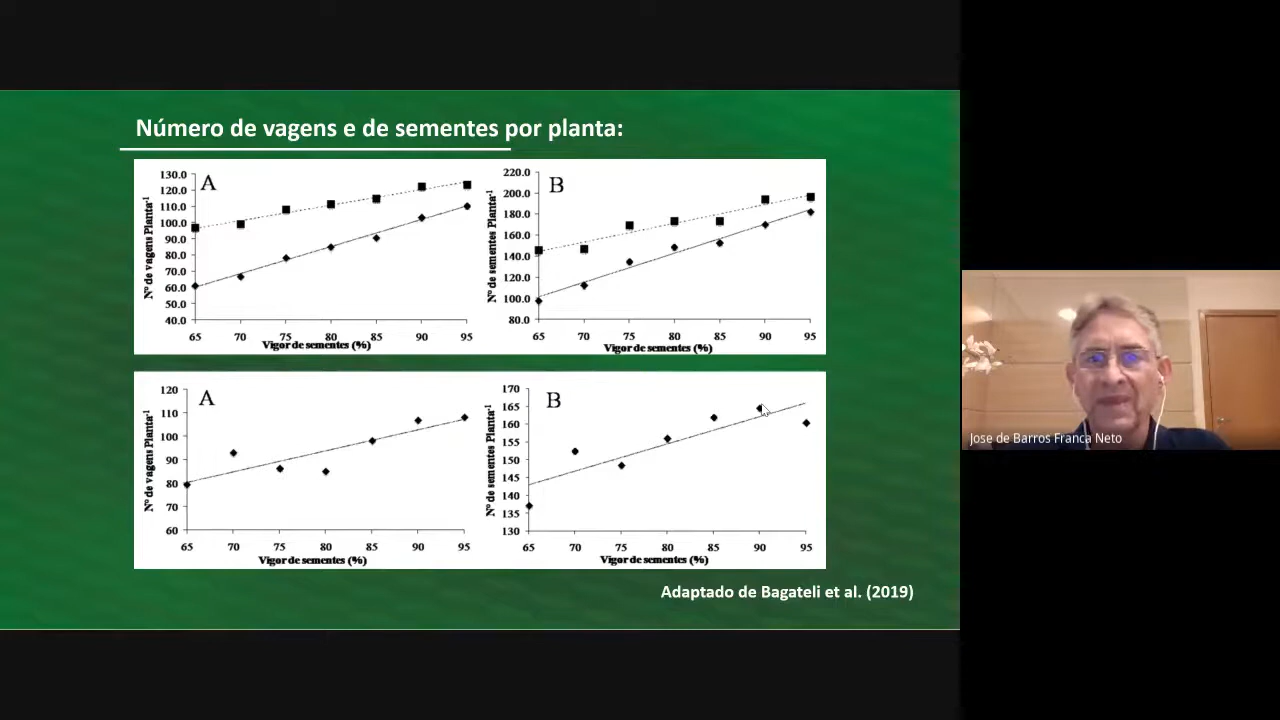 Número de vagens e de sementes por planta:
A
130.0
120.0
110.0
100.0
90.0
80.0
70.0
60.0
50.0
40.0
Nº de vagens Planta⁻¹
65 70 75 80 85 90 95
Vigor de sementes (%)
B
220.0
200.0
180.0
160.0
140.0
120.0
100.0
80.0
Nº de sementes Planta⁻¹
65 70 75 80 85 90 95
Vigor de sementes (%)
A
120
110
100
90
80
70
60
Nº de vagens Planta⁻¹
65 70 75 80 85 90 95
Vigor de sementes (%)
B
170
165
160
155
150
145
140
135
130
Nº de sementes Planta⁻¹
65 70 75 80 85 90 95
Vigor de sementes (%)
Adaptado de Bagateli et al. (2019)
Jose de Barros Franca Neto